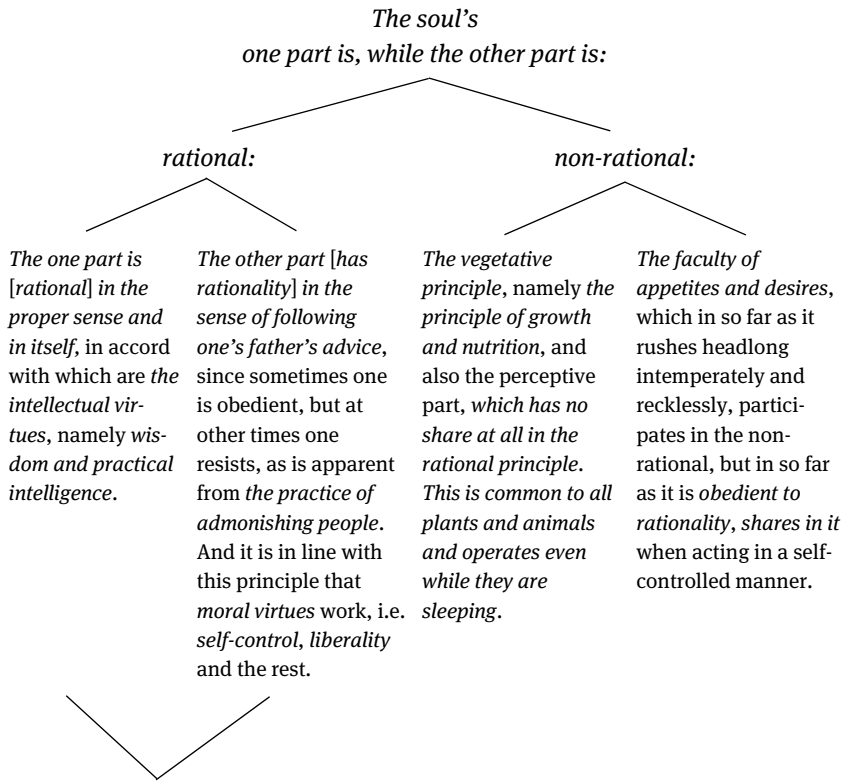 The soul's
one part is, while the other part is:
rational:
non-rational:
The one part is
[rational] in the
proper sense and
in itself, in accord
with which are the
intellectual vir-
tues, namely wis-
dom and practical
intelligence.
The other part [has
rationality] in the
sense of following
one's father's advice,
since sometimes one
is obedient, but at
other times one
resists, as is apparent
from the practice of
admonishing people.
And it is in line with
this principle that
moral virtues work, i.e.
self-control, liberality
and the rest.
The vegetative
principle, namely the
principle of growth
and nutrition, and
also the perceptive
part, which has no
share at all in the
rational principle.
This is common to all
plants and animals
and operates even
while they are
sleeping.
The faculty of
appetites and desires,
which in so far as it
rushes headlong
intemperately and
recklessly, partici-
pates in the non-
rational, but in so far
as it is obedient to
rationality, shares in it
when acting in a self-
controlled manner.